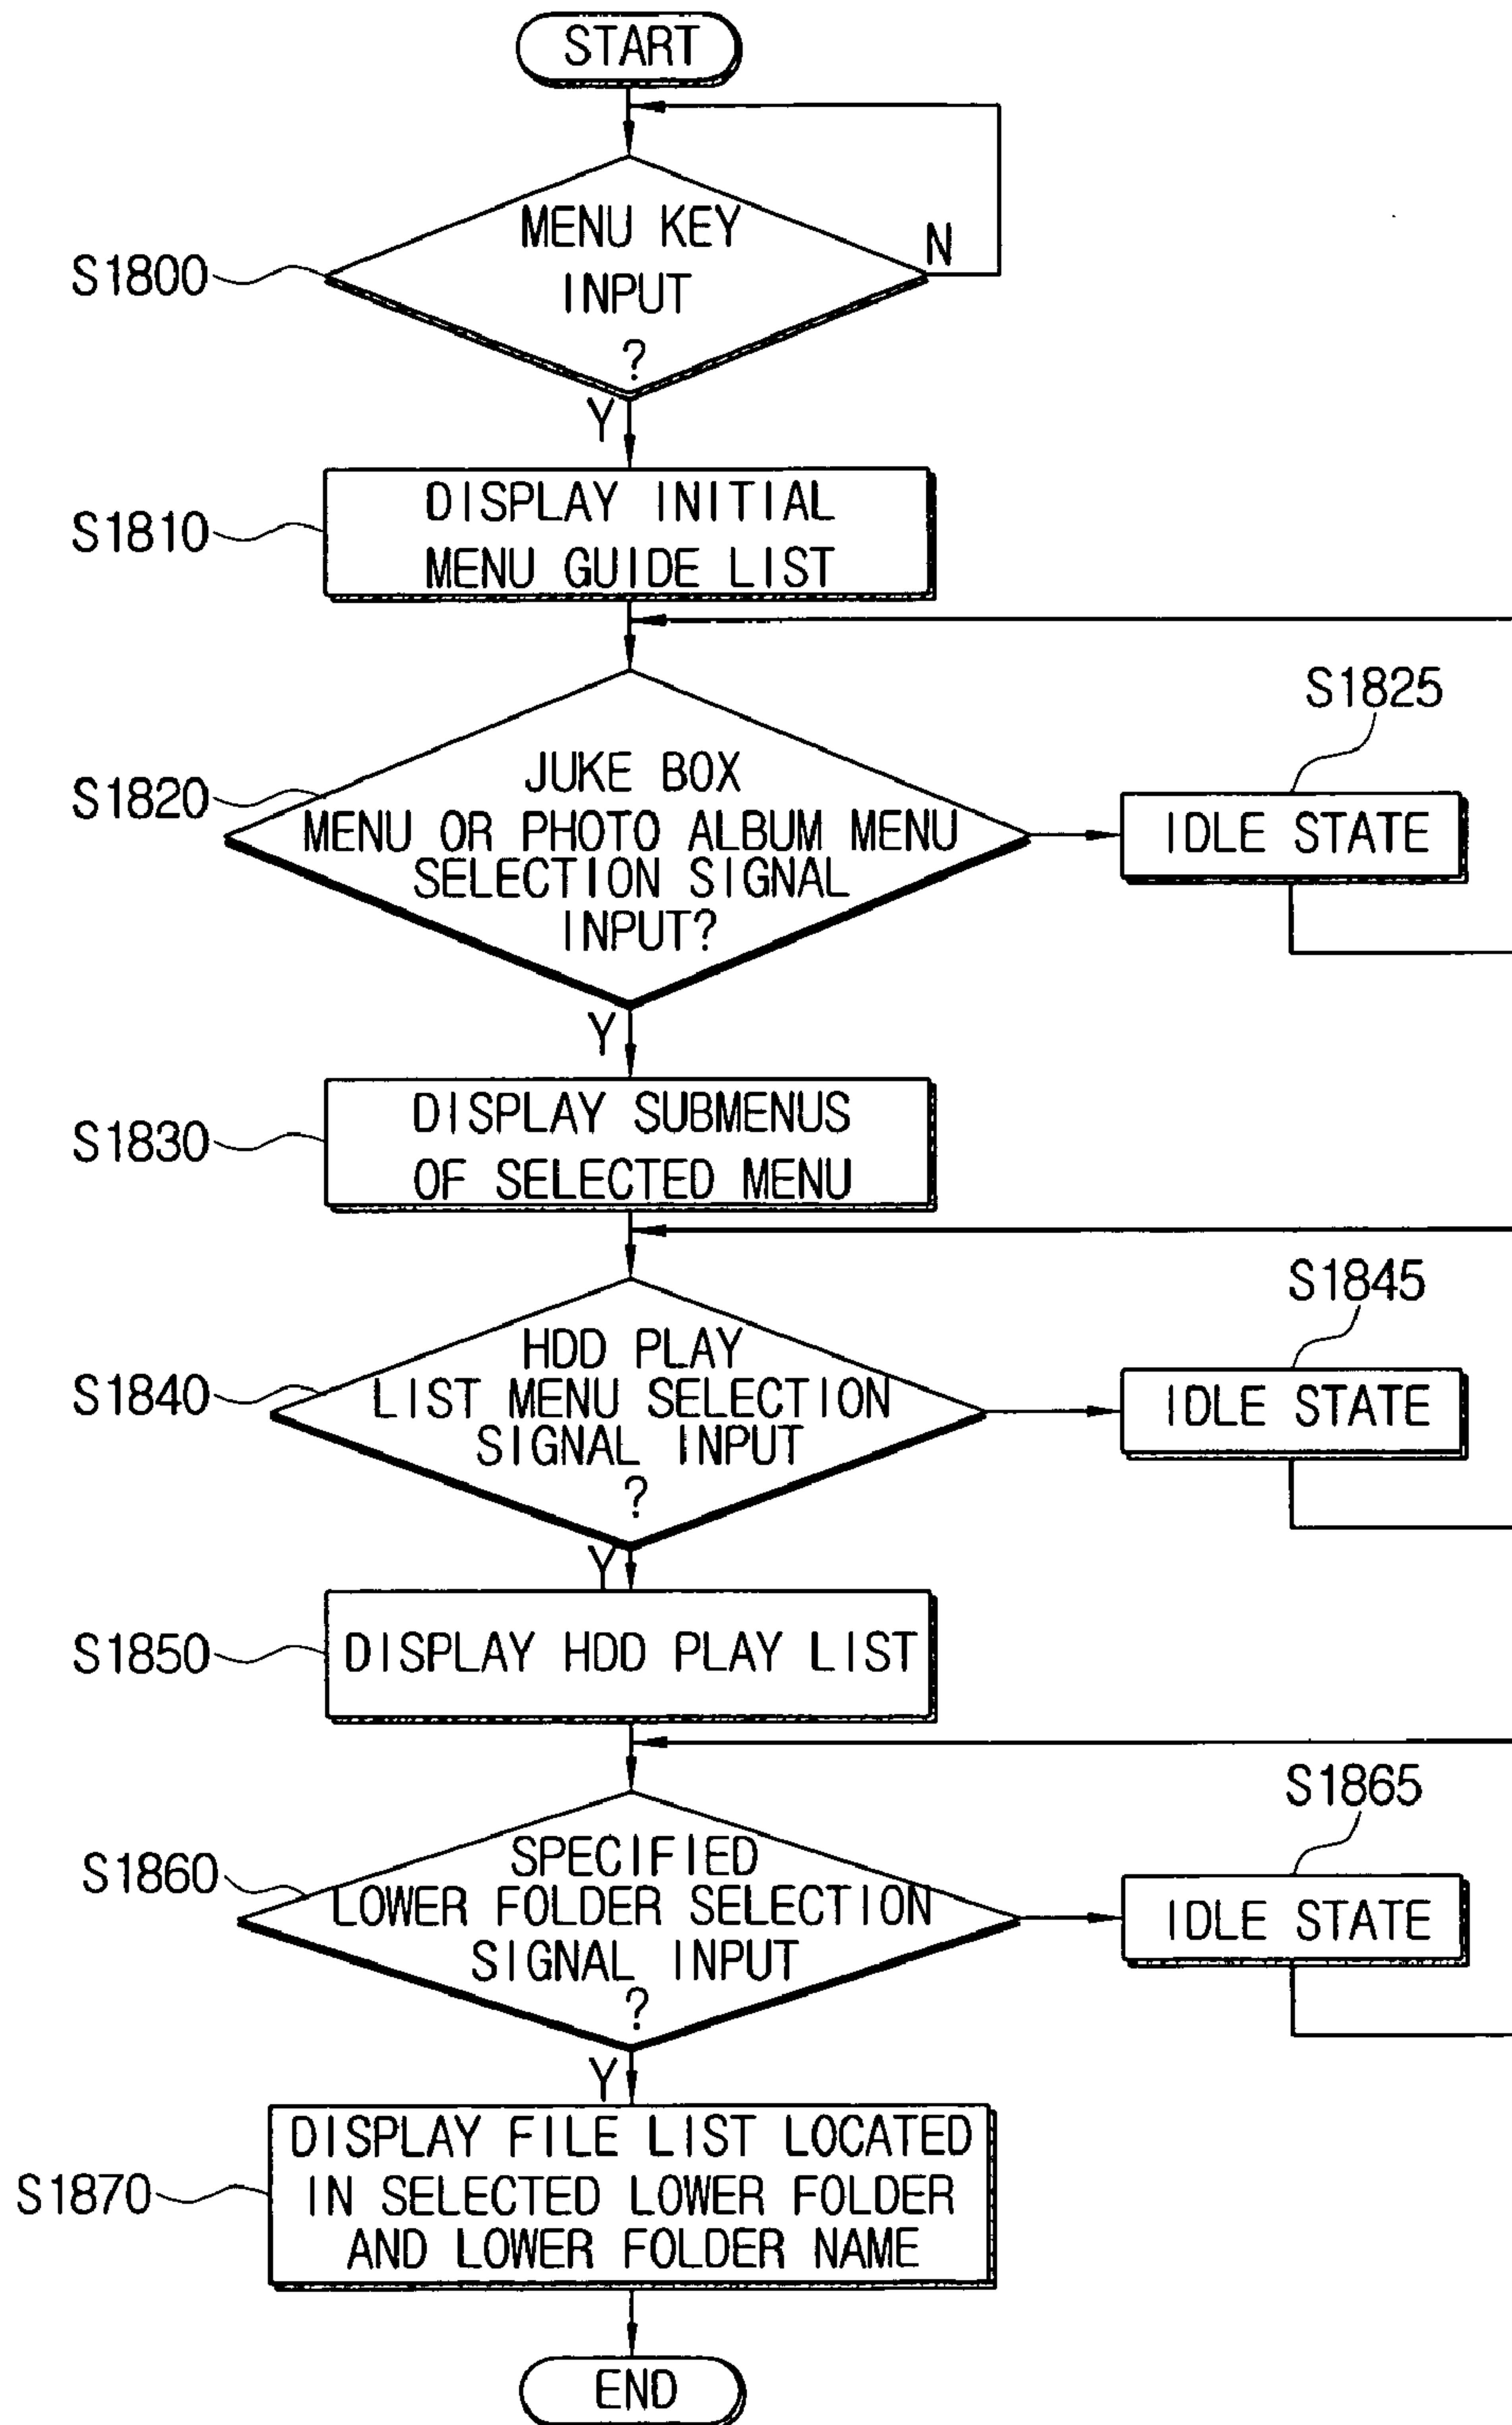 START
MENU KEY
INPUT
?
N
S1800
Y
DISPLAY INITIAL
MENU GUIDE LIST
S1810
S1825
JUKE BOX
MENU OR PHOTO ALBUM MENU
SELECTION SIGNAL
INPUT?
S1820
IDLE STATE
Y
DISPLAY SUBMENUS
OF SELECTED MENU
S1830
S1845
HDD PLAY
LIST MENU SELECTION
SIGNAL INPUT
?
S1840
IDLE STATE
Y
S1850
DISPLAY HDD PLAY LIST
S1865
SPECIFIED
LOWER FOLDER SELECTION
SIGNAL INPUT
?
S1860
IDLE STATE
Y
DISPLAY FILE LIST LOCATED
IN SELECTED LOWER FOLDER
AND LOWER FOLDER NAME
S1870
END